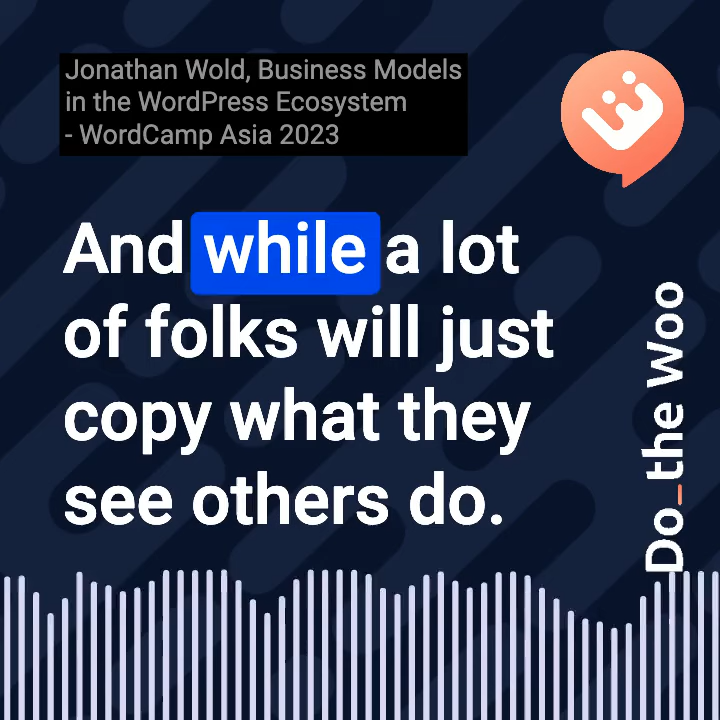 Jonathan Wold, Business Models
in the WordPress Ecosystem
- WordCamp Asia 2023
And while a lot
of folks will just
copy what they
see others do.
Do_the Woo